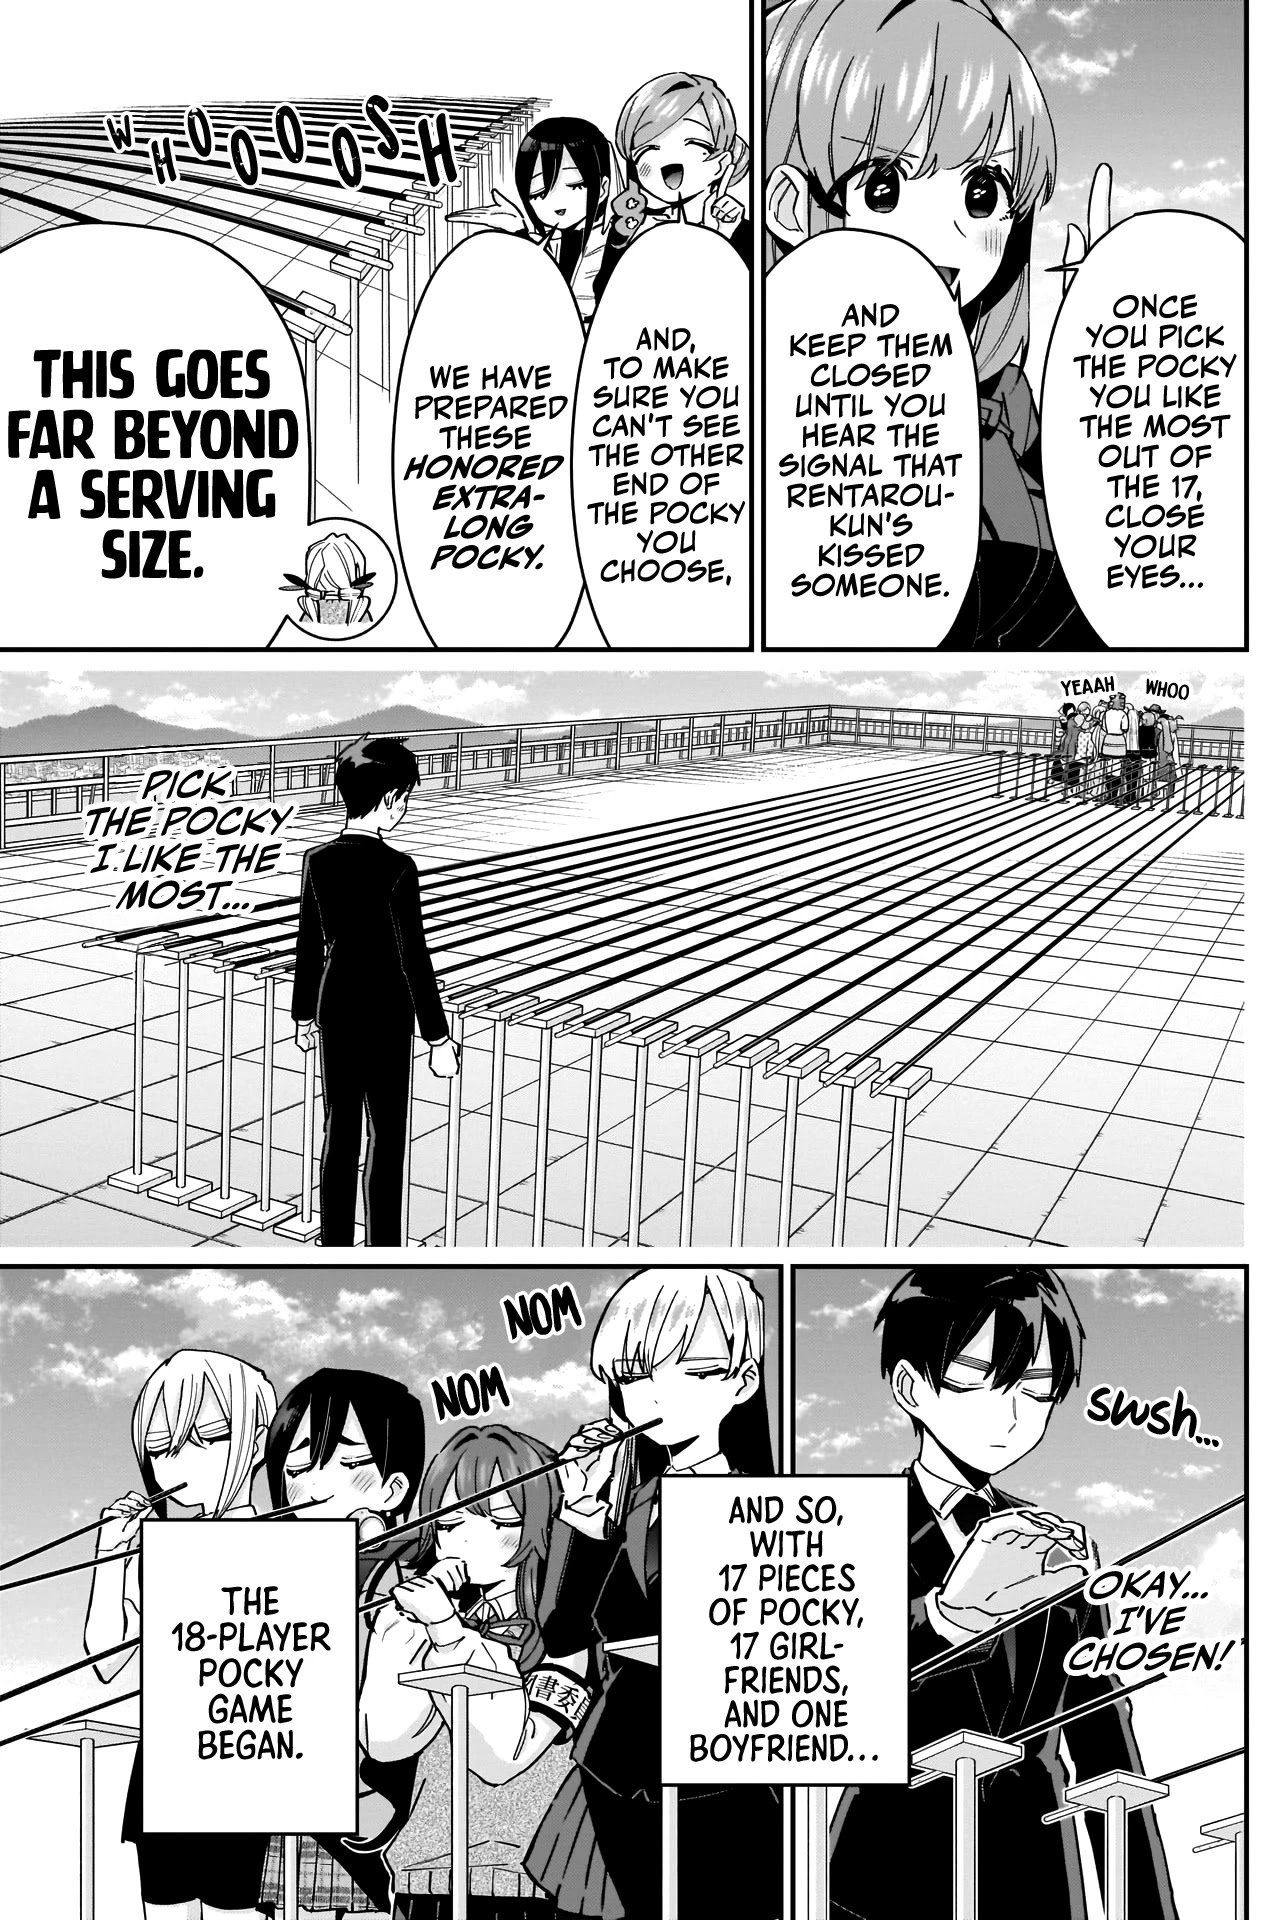 ONCE
YOU PICK
THE POCKY
YOU LIKE
THE MOST
OUT OF
THE 17,
CLOSE
YOUR
EYES...
AND
KEEP THEM
CLOSED
UNTIL YOU
HEAR THE
SIGNAL THAT
RENTAROU-
KUN'S
KISSED
SOMEONE.
AND,
TO MAKE
SURE YOU
CAN'T SEE
THE OTHER
END OF
THE POCKY
YOU
CHOOSE,
WE HAVE
PREPARED
THESE
HONORED
EXTRA-
LONG
POCKY.
WHOOOOSH
THIS GOES
FAR BEYOND
A SERVING
SIZE.
YEAAH
WHOO
PICK
THE POCKY
I LIKE THE
MOST...
SWSH...
OKAY...
I'VE
CHOSEN!
AND SO,
WITH
17 PIECES
OF POCKY,
17 GIRL-
FRIENDS,
AND ONE
BOYFRIEND...
NOM
NOM
書委
THE
18-PLAYER
POCKY
GAME
BEGAN.